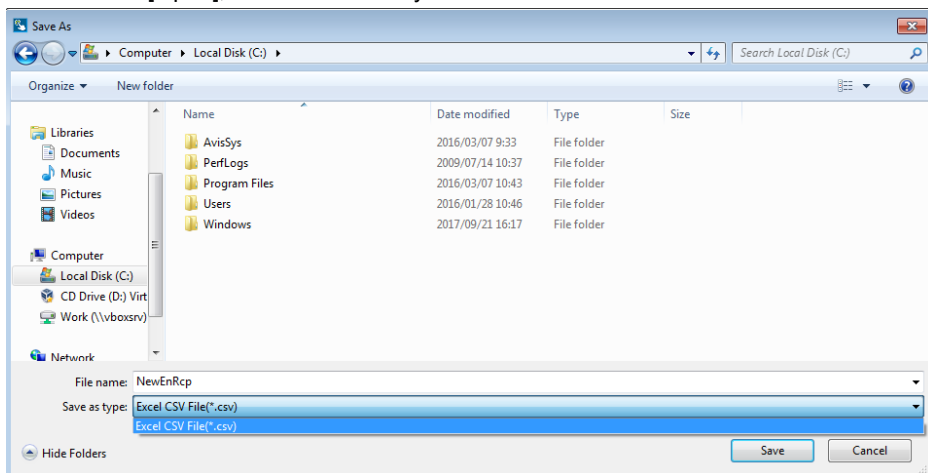 Save As
Computer Local Disk (C:)
Search Local Disk (C:)
Organize New folder
Name Date modified Type Size
Libraries
Documents
Music
Pictures
Videos
Computer
Local Disk (C:)
CD Drive (D:) Virt
Work (\\vboxsrv)
Network
AvisSys 2016/03/07 9:33 File folder
PerfLogs 2009/07/14 10:37 File folder
Program Files 2016/03/07 10:43 File folder
Users 2016/01/28 10:46 File folder
Windows 2017/09/21 16:17 File folder
File name: NewEnRcp
Save as type: Excel CSV File(*.csv)
Excel CSV File(*.csv)
Hide Folders Save Cancel